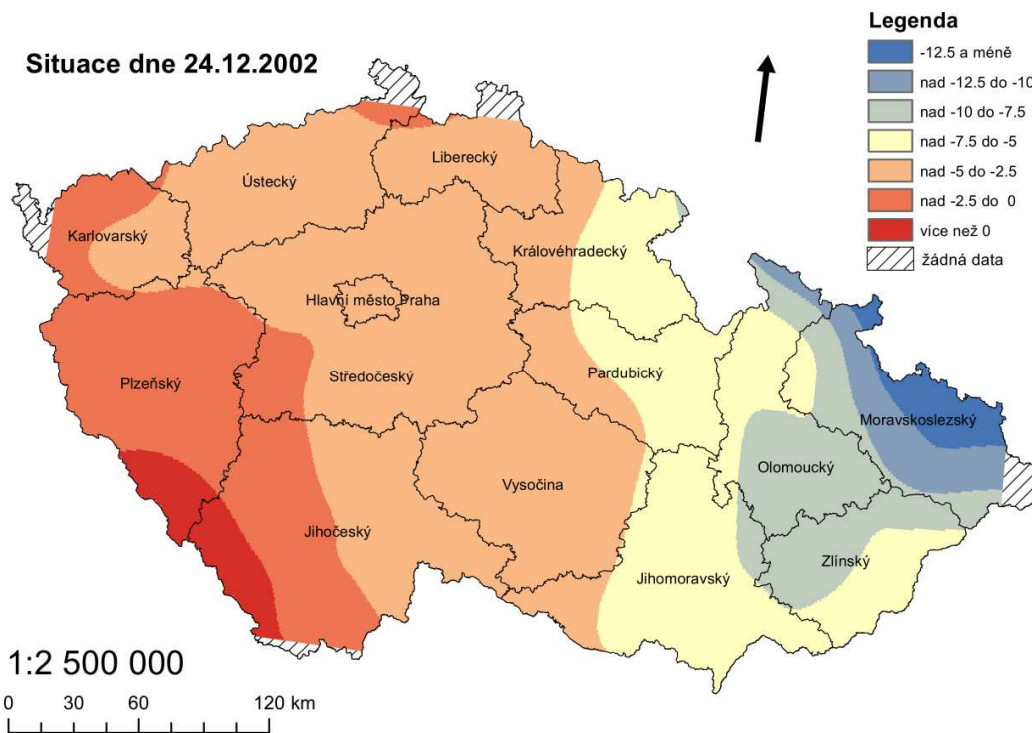 Situace dne 24.12.2002
Legenda
-12.5 a méně
nad -12.5 do -10
nad -10 do -7.5
nad -7.5 do -5
nad -5 do -2.5
nad -2.5 do 0
více než 0
žádná data
Liberecký
Ústecký
Karlovarský
Královéhradecký
Hlavní město Praha
Plzeňský
Středočeský
Pardubický
Moravskoslezský
Olomoucký
Vysočina
Jihočeský
Zlínský
Jihomoravský
1:2 500 000
0 30 60 120 km